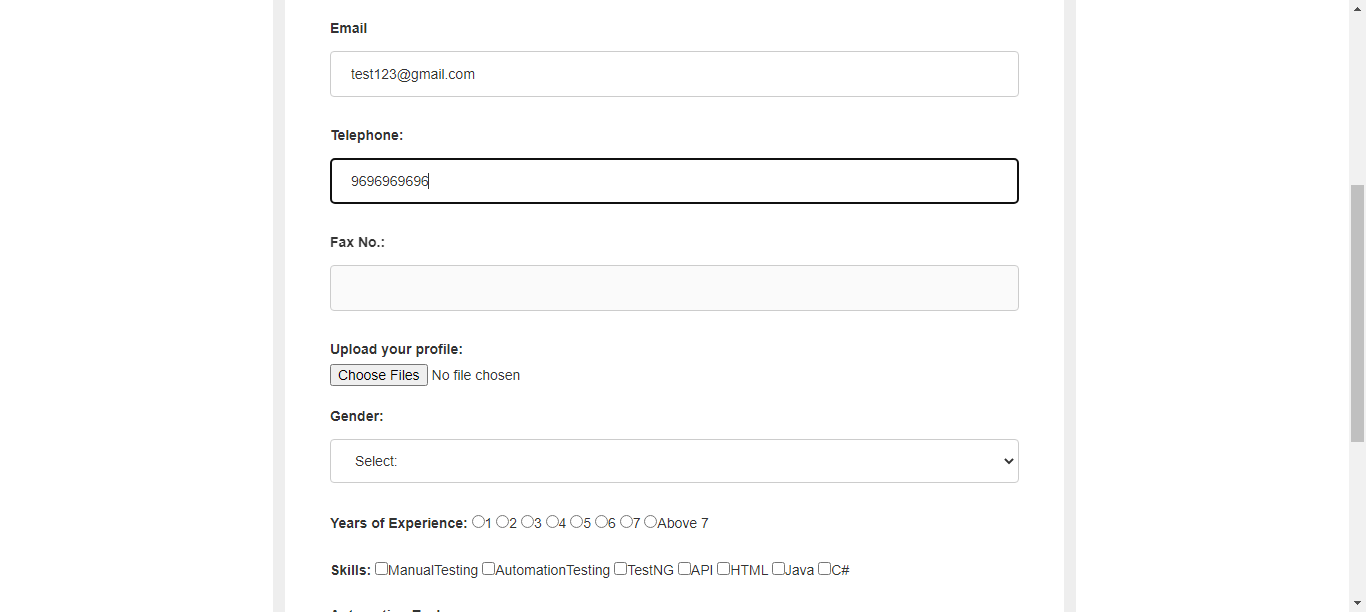 Email
test123@gmail.com
Telephone:
9696969696
Fax No.:
Upload your profile:
Choose Files No file chosen
Gender:
Select:
Years of Experience: 1 2 3 4 5 6 7 Above 7
Skills: ManualTesting AutomationTesting TestNG API HTML Java C#